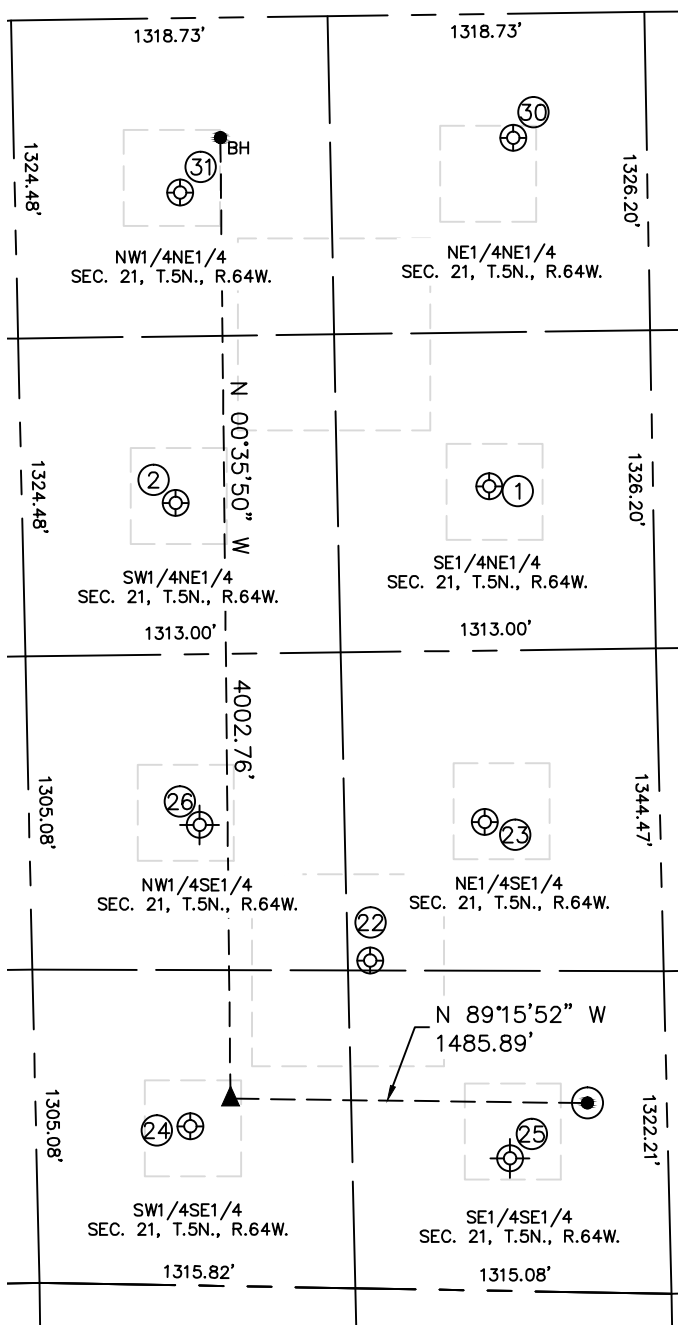 1318.73’
1318.73’
30
BH
31
1324.48’
1326.20’
NW1/4NE1/4
SEC. 21, T.5N., R.64W.
NE1/4NE1/4
SEC. 21, T.5N., R.64W.
N 00°35’50” W
2
1
1324.48’
1326.20’
SW1/4NE1/4
SEC. 21, T.5N., R.64W.
SE1/4NE1/4
SEC. 21, T.5N., R.64W.
1313.00’
1313.00’
4002.76’
26
23
1305.08’
1344.47’
NW1/4SE1/4
SEC. 21, T.5N., R.64W.
NE1/4SE1/4
SEC. 21, T.5N., R.64W.
22
N 89°15’52” W
1485.89’
24
25
1305.08’
1322.21’
SW1/4SE1/4
SEC. 21, T.5N., R.64W.
SE1/4SE1/4
SEC. 21, T.5N., R.64W.
1315.82’
1315.08’